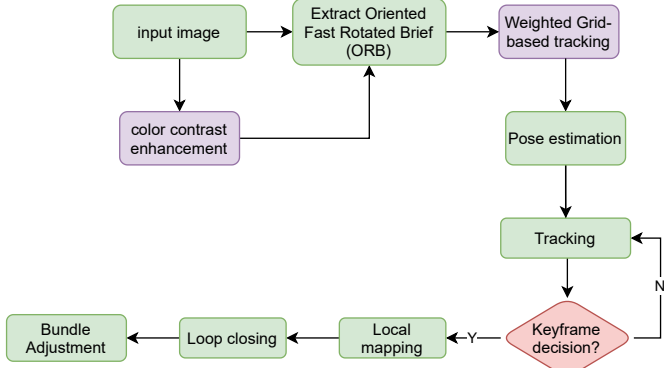 input image
Extract Oriented
Fast Rotated Brief
(ORB)
Weighted Grid-
based tracking
color contrast
enhancement
Pose estimation
Tracking
N
Keyframe
decision?
Y
Local
mapping
Loop closing
Bundle
Adjustment